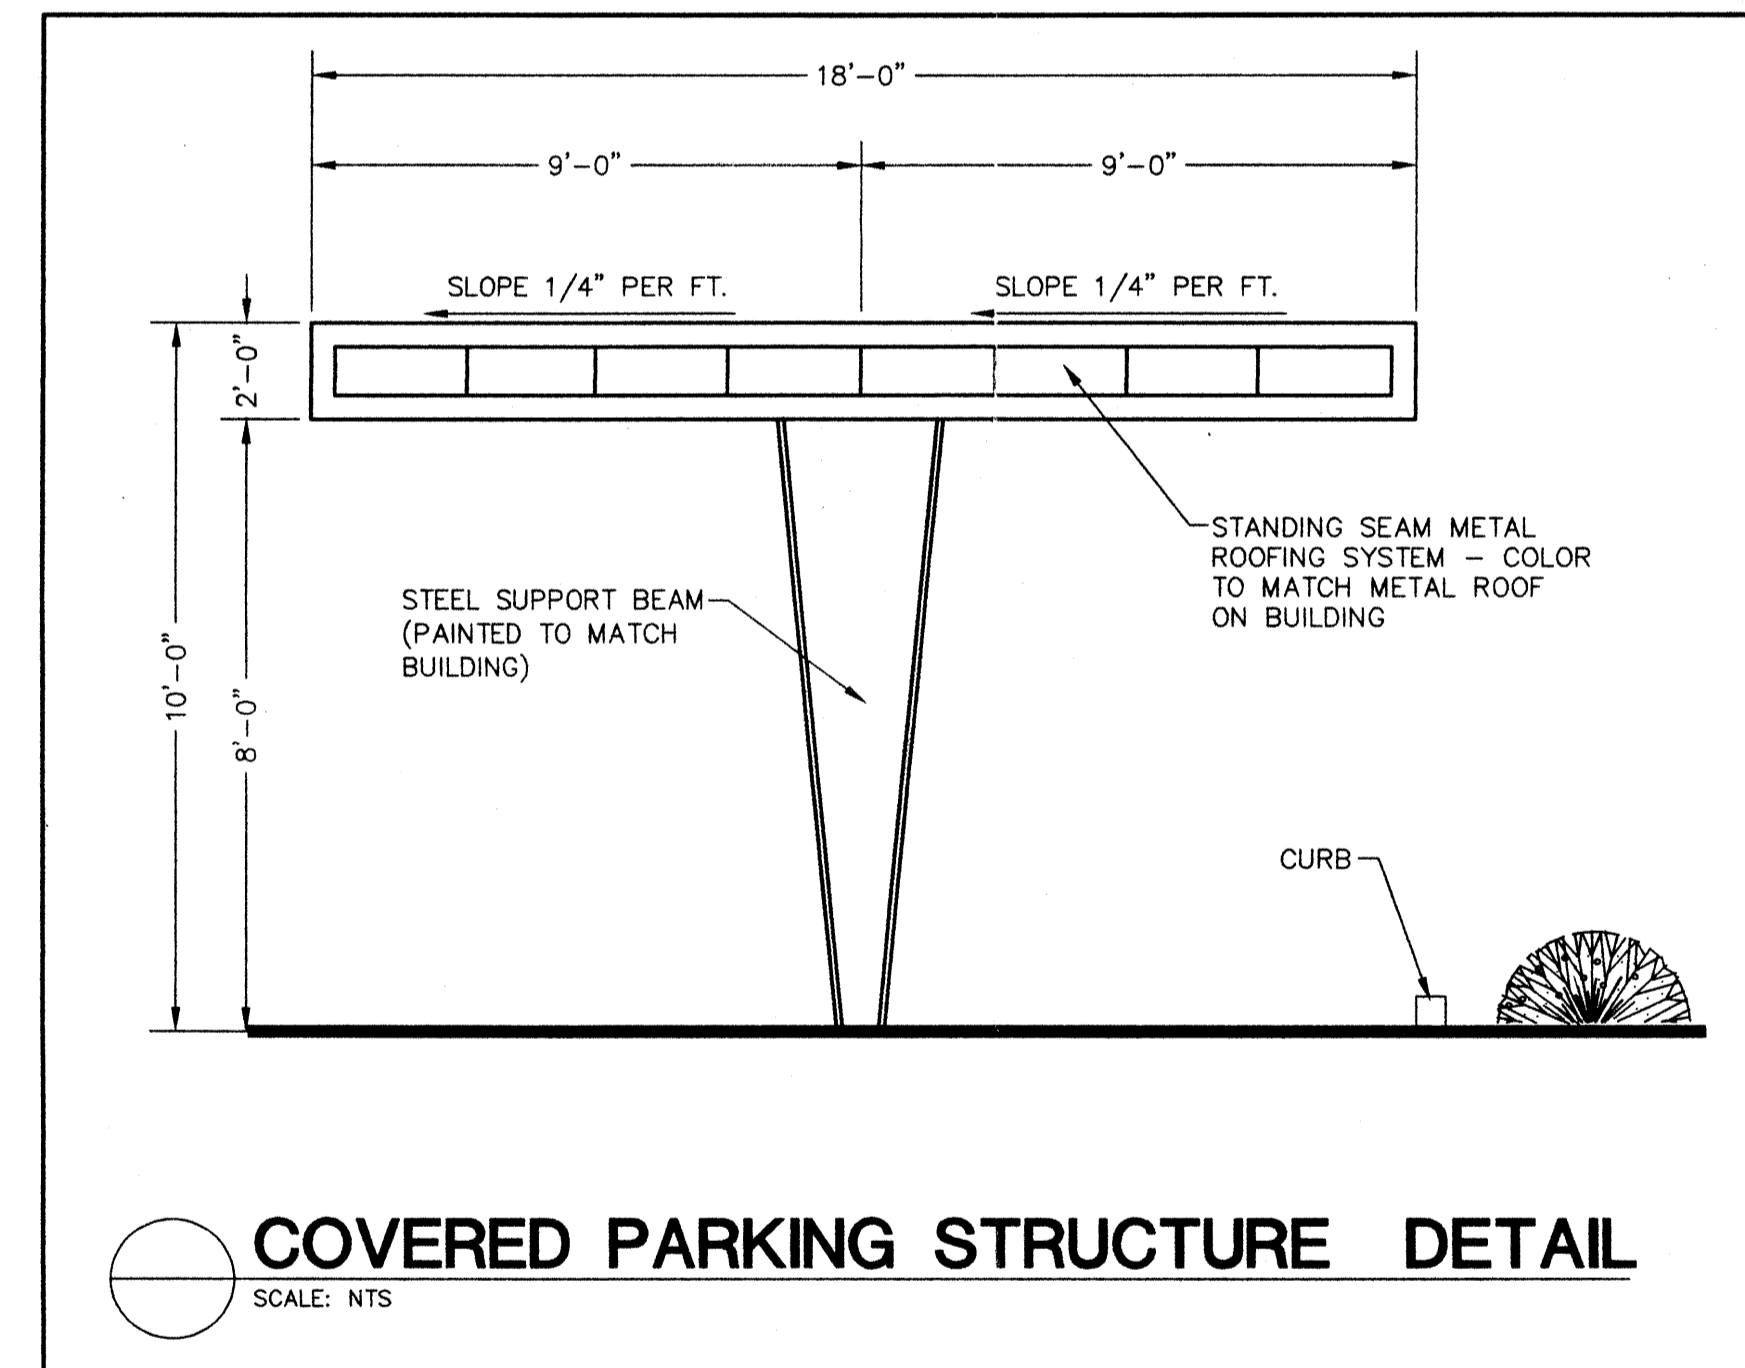 18'-0"
9'-0" 9'-0"
SLOPE 1/4" PER FT. SLOPE 1/4" PER FT.
2'-0"
10'-0"
8'-0"
STANDING SEAM METAL
ROOFING SYSTEM – COLOR
TO MATCH METAL ROOF
ON BUILDING
STEEL SUPPORT BEAM
(PAINTED TO MATCH
BUILDING)
CURB
COVERED PARKING STRUCTURE DETAIL
SCALE: NTS